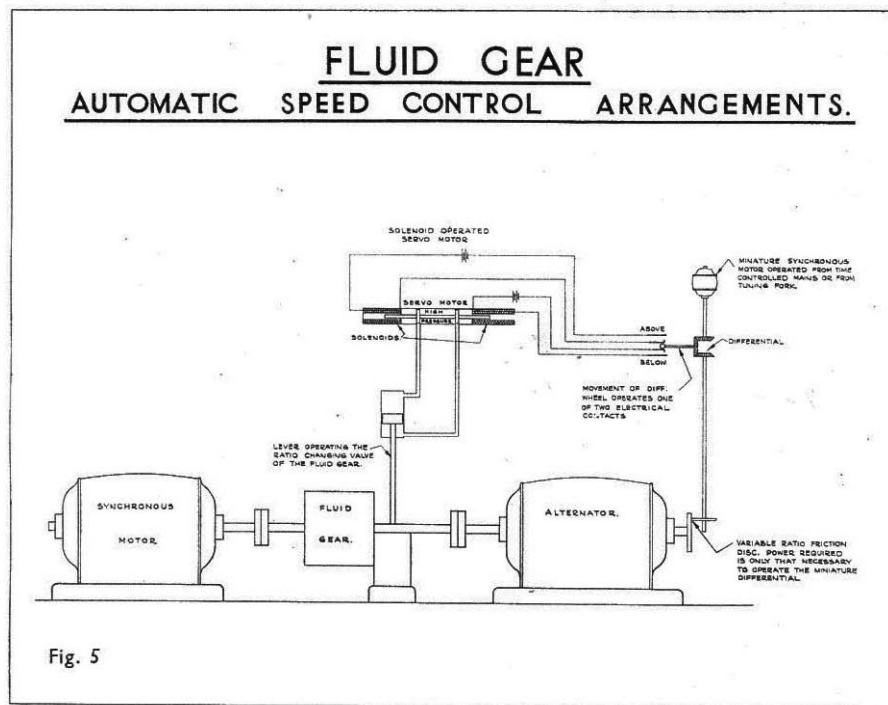 FLUID GEAR
AUTOMATIC SPEED CONTROL ARRANGEMENTS.
SOLENOID OPERATED
SERVO MOTOR
MINATURE SYNCHRONOUS
MOTOR OPERATED FROM TIME
CONTROLLED MAINS OR FROM
TUNING FORK.
SERVO MOTOR
HIGH
PRESSURE
SOLENOIDS
ABOVE
DIFFERENTIAL
BELOW
MOVEMENT OF DIFF.
WHEEL OPERATES ONE
OF TWO ELECTRICAL
CONTACTS
LEVER OPERATING THE
RATIO CHANGING VALVE
OF THE FLUID GEAR.
SYNCHRONOUS
MOTOR
FLUID
GEAR.
ALTERNATOR.
VARIABLE RATIO FRICTION
DISC. POWER REQUIRED
IS ONLY THAT NECESSARY
TO OPERATE THE MINIATURE
DIFFERENTIAL
Fig. 5